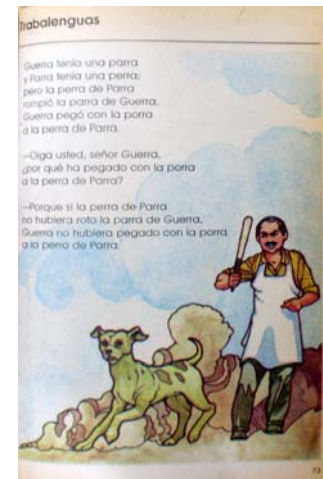 Trabalenguas
Guerra tenía una parra
y Parra tenía una perra;
pero la perra de Parra
rompió la parra de Guerra.
Guerra pegó con la porra
a la perra de Parra.
—Oiga usted, señor Guerra,
¿por qué ha pegado con la porra
a la perra de Parra?
—Porque si la perra de Parra
no hubiera roto la parra de Guerra,
Guerra no hubiera pegado con la porra
a la perra de Parra.
73